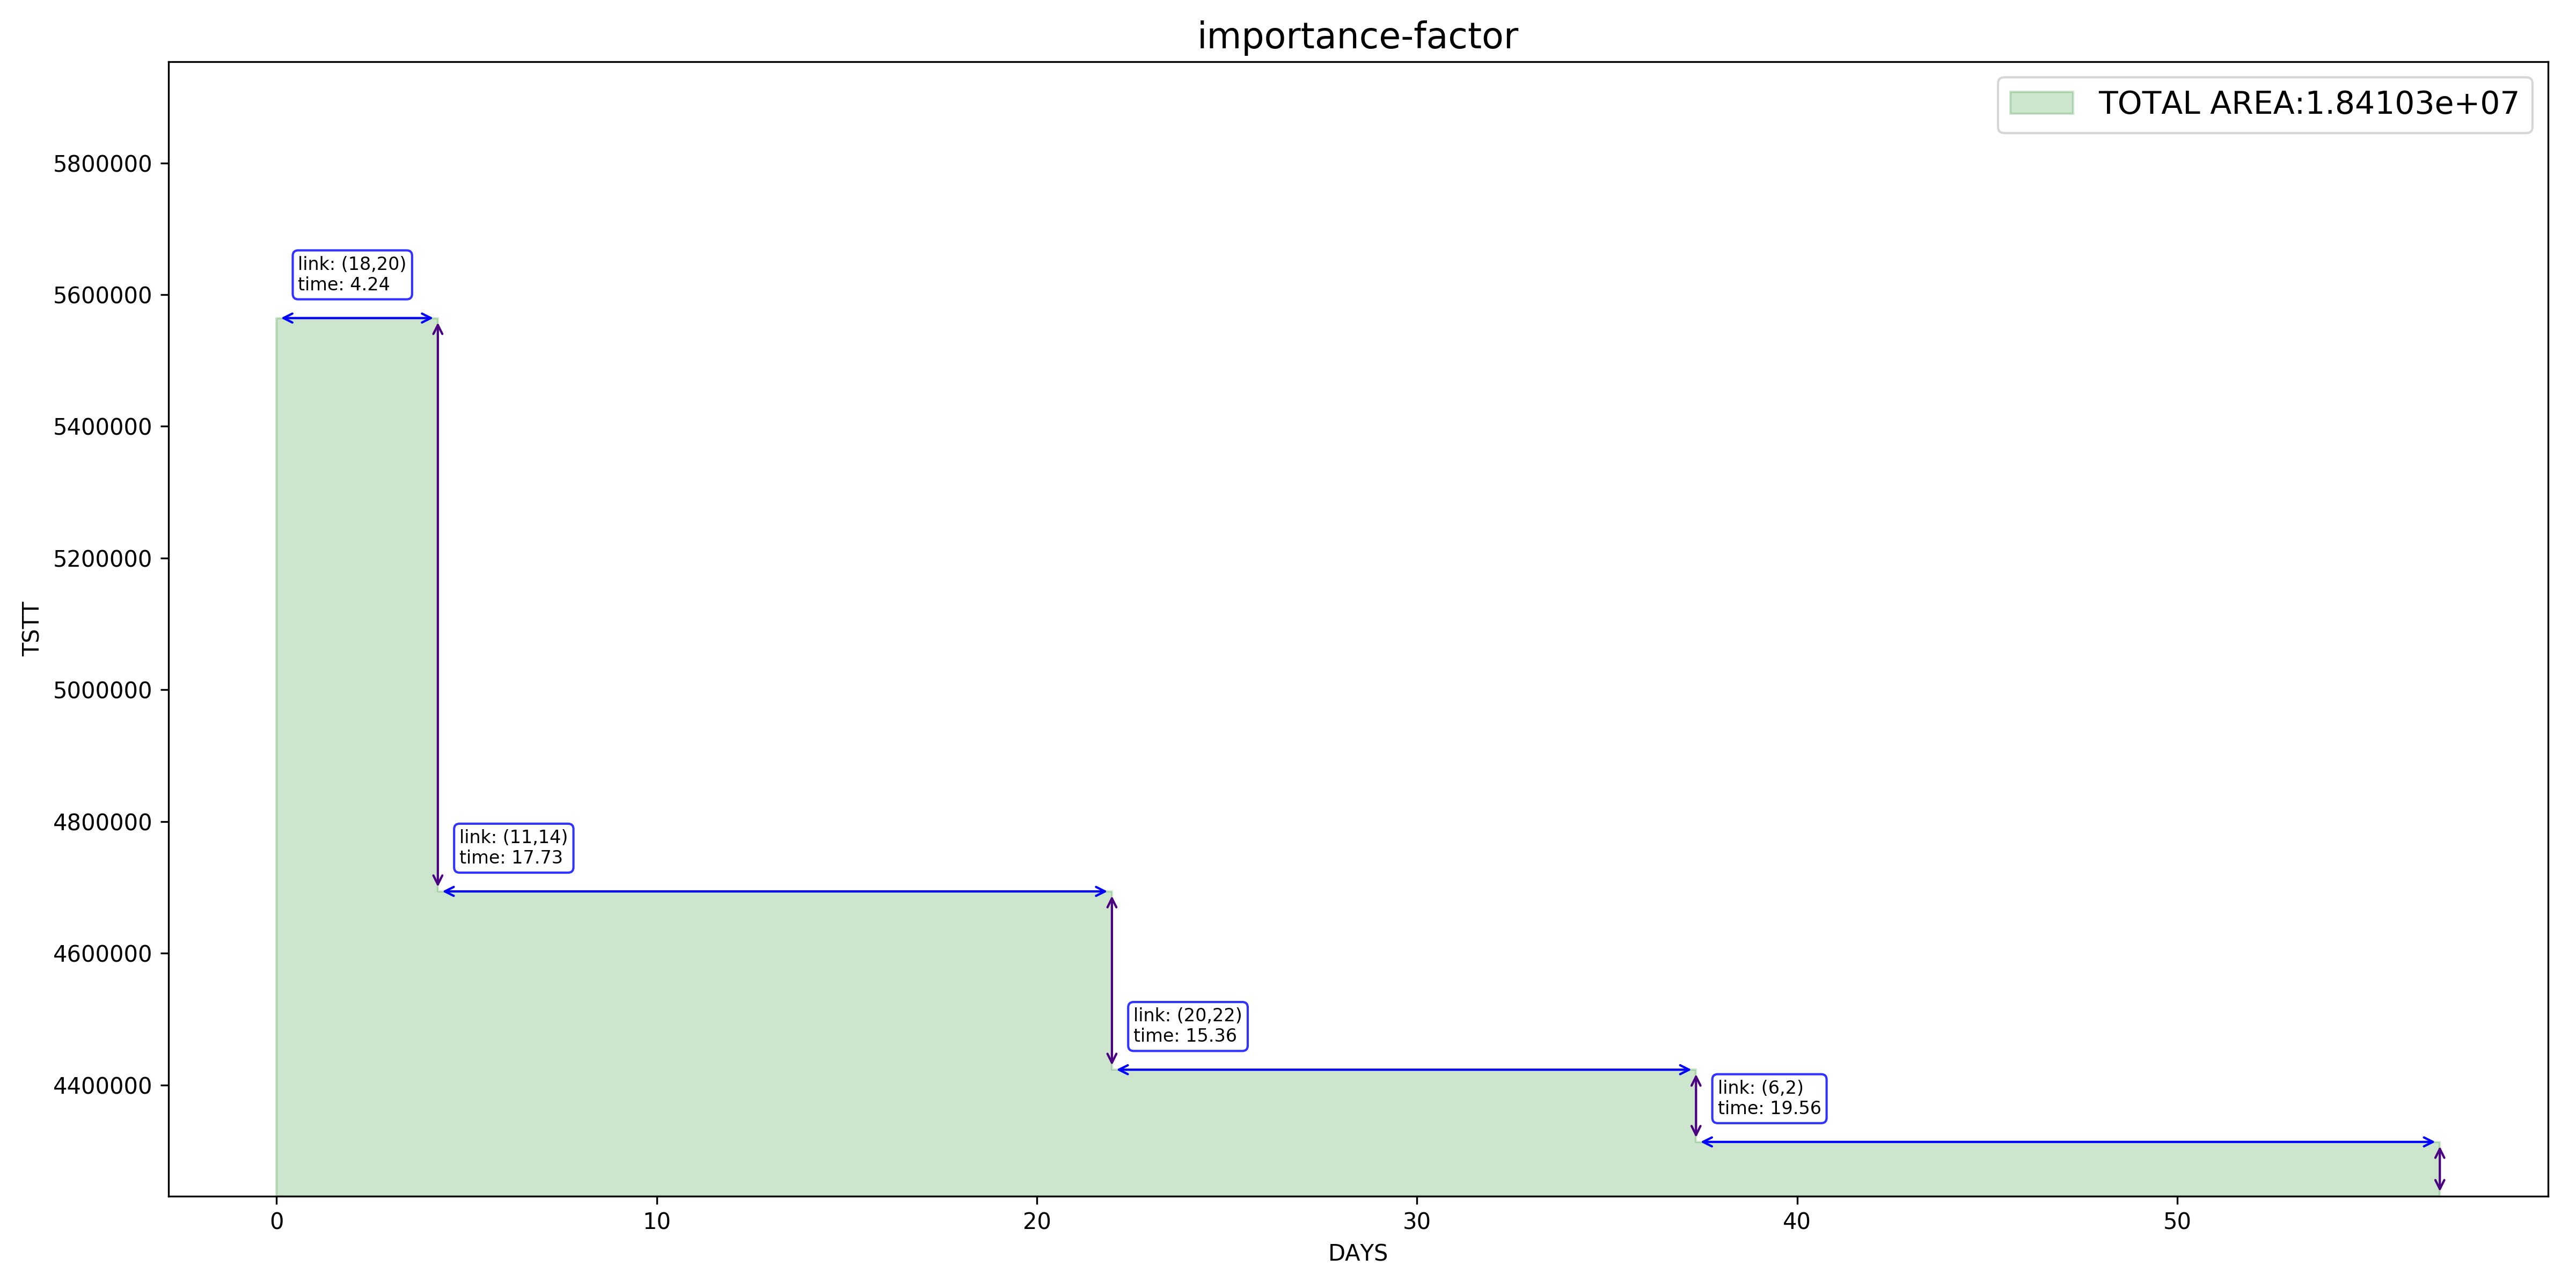 importance-factor
TOTAL AREA:1.84103e+07
5800000
5600000
5400000
5200000
5000000
4800000
4600000
4400000
TSTT
link: (18,20)
time: 4.24
link: (11,14)
time: 17.73
link: (20,22)
time: 15.36
link: (6,2)
time: 19.56
0
10
20
30
40
50
DAYS